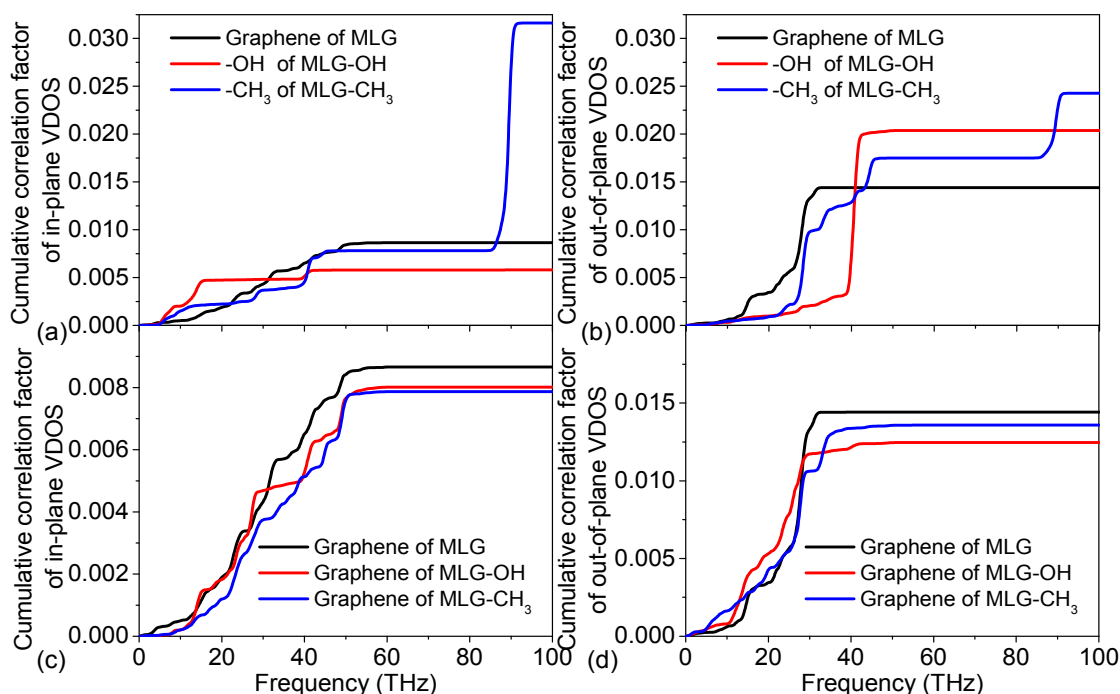 Cumulative correlation factor
of in-plane VDOS
0.030
0.025
0.020
0.015
0.010
0.005
0.000
Graphene of MLG
-OH of MLG-OH
-CH3 of MLG-CH3
(a)
Cumulative correlation factor
of out-of-plane VDOS
0.030
0.025
0.020
0.015
0.010
0.005
0.000
Graphene of MLG
-OH of MLG-OH
-CH3 of MLG-CH3
(b)
0 20 40 60 80 100
Cumulative correlation factor
of in-plane VDOS
0.008
0.006
0.004
0.002
0.000
Graphene of MLG
Graphene of MLG-OH
Graphene of MLG-CH3
(c)
0 20 40 60 80 100
Frequency (THz)
Cumulative correlation factor
of out-of-plane VDOS
0.015
0.010
0.005
0.000
Graphene of MLG
Graphene of MLG-OH
Graphene of MLG-CH3
(d)
0 20 40 60 80 100
Frequency (THz)